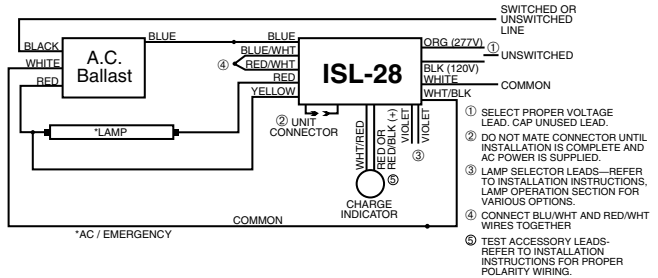 SWITCHED OR
UNSWITCHED
LINE
BLACK
BLUE
BLUE
ORG (277V)
①
UNSWITCHED
A.C.
Ballast
WHITE
BLUE/WHT
④
RED/WHT
ISL-28
BLK (120V)
RED
RED
WHITE
COMMON
YELLOW
WHT/BLK
② UNIT
CONNECTOR
*LAMP
WHT/RED
RED OR
RED/BLK (+)
VIOLET
VIOLET
③
⑤
CHARGE
INDICATOR
COMMON
*AC / EMERGENCY
① SELECT PROPER VOLTAGE
LEAD. CAP UNUSED LEAD.
② DO NOT MATE CONNECTOR UNTIL
INSTALLATION IS COMPLETE AND
AC POWER IS SUPPLIED.
③ LAMP SELECTOR LEADS—REFER
TO INSTALLATION INSTRUCTIONS,
LAMP OPERATION SECTION FOR
VARIOUS OPTIONS.
④ CONNECT BLU/WHT AND RED/WHT
WIRES TOGETHER
⑤ TEST ACCESSORY LEADS-
REFER TO INSTALLATION
INSTRUCTIONS FOR PROPER
POLARITY WIRING.